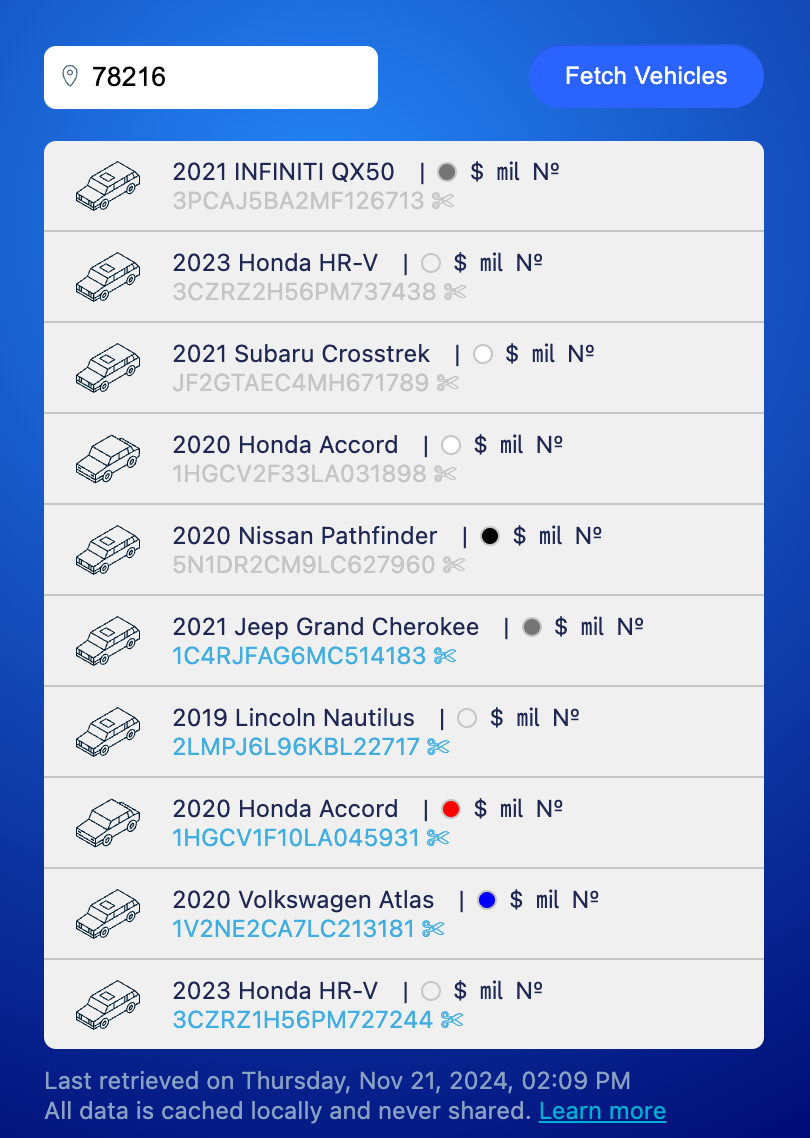 78216
Fetch Vehicles
2021 INFINITI QX50 | $ mil Nº
3PCAJ5BA2MF126713
2023 Honda HR-V | $ mil Nº
3CZRZ2H56PM737438
2021 Subaru Crosstrek | $ mil Nº
JF2GTAEC4MH671789
2020 Honda Accord | $ mil Nº
1HGCV2F33LA031898
2020 Nissan Pathfinder | $ mil Nº
5N1DR2CM9LC627960
2021 Jeep Grand Cherokee | $ mil Nº
1C4RJFAG6MC514183
2019 Lincoln Nautilus | $ mil Nº
2LMPJ6L96KBL22717
2020 Honda Accord | $ mil Nº
1HGCV1F10LA045931
2020 Volkswagen Atlas | $ mil Nº
1V2NE2CA7LC213181
2023 Honda HR-V | $ mil Nº
3CZRZ1H56PM727244
Last retrieved on Thursday, Nov 21, 2024, 02:09 PM
All data is cached locally and never shared. Learn more